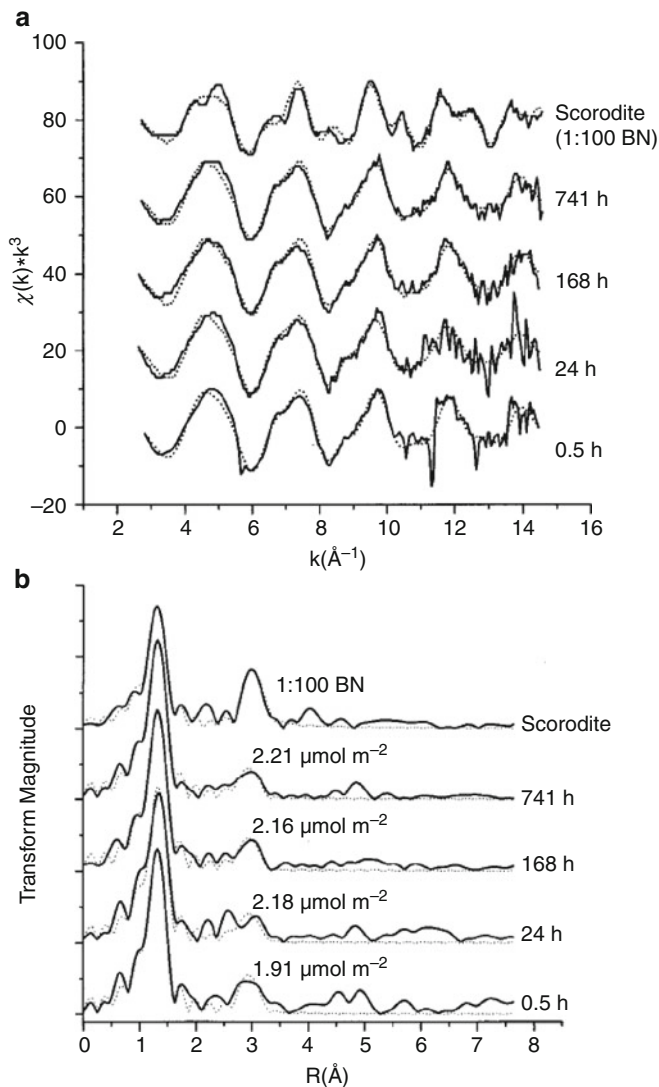 a
100
80
60
40
20
0
−20
χ(k)*k³
Scorodite
(1:100 BN)
741 h
168 h
24 h
0.5 h
2 4 6 8 10 12 14 16
k(Å⁻¹)
b
Transform Magnitude
1:100 BN
Scorodite
2.21 μmol m⁻²
741 h
2.16 μmol m⁻²
168 h
2.18 μmol m⁻²
24 h
1.91 μmol m⁻²
0.5 h
0 1 2 3 4 5 6 7 8
R(Å)